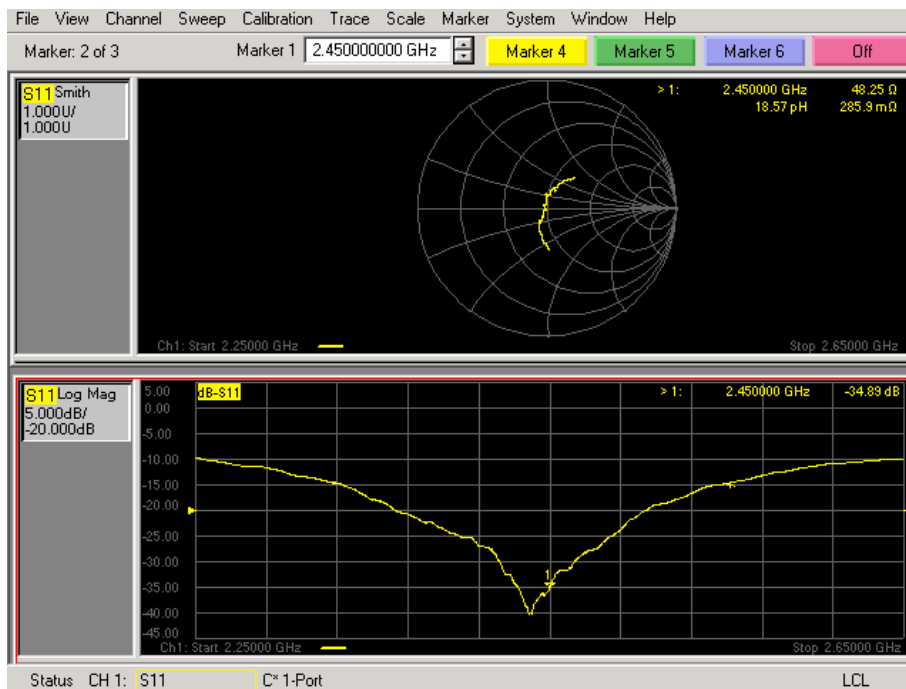 File View Channel Sweep Calibration Trace Scale Marker System Window Help
Marker: 2 of 3 Marker 1 2.450000000 GHz Marker 4 Marker 5 Marker 6 Off
S11 Smith
1.000U/
1.000U
> 1: 2.450000 GHz 48.25 Ω
18.57 pH 285.9 mΩ
Ch1: Start 2.25000 GHz Stop 2.65000 GHz
S11 Log Mag
5.000dB/
-20.000dB
dB-S11
> 1: 2.450000 GHz -34.89 dB
5.00
0.00
-5.00
-10.00
-15.00
-20.00
-25.00
-30.00
-35.00
-40.00
-45.00
1
Ch1: Start 2.25000 GHz Stop 2.65000 GHz
Status CH 1: S11 C* 1-Port LCL